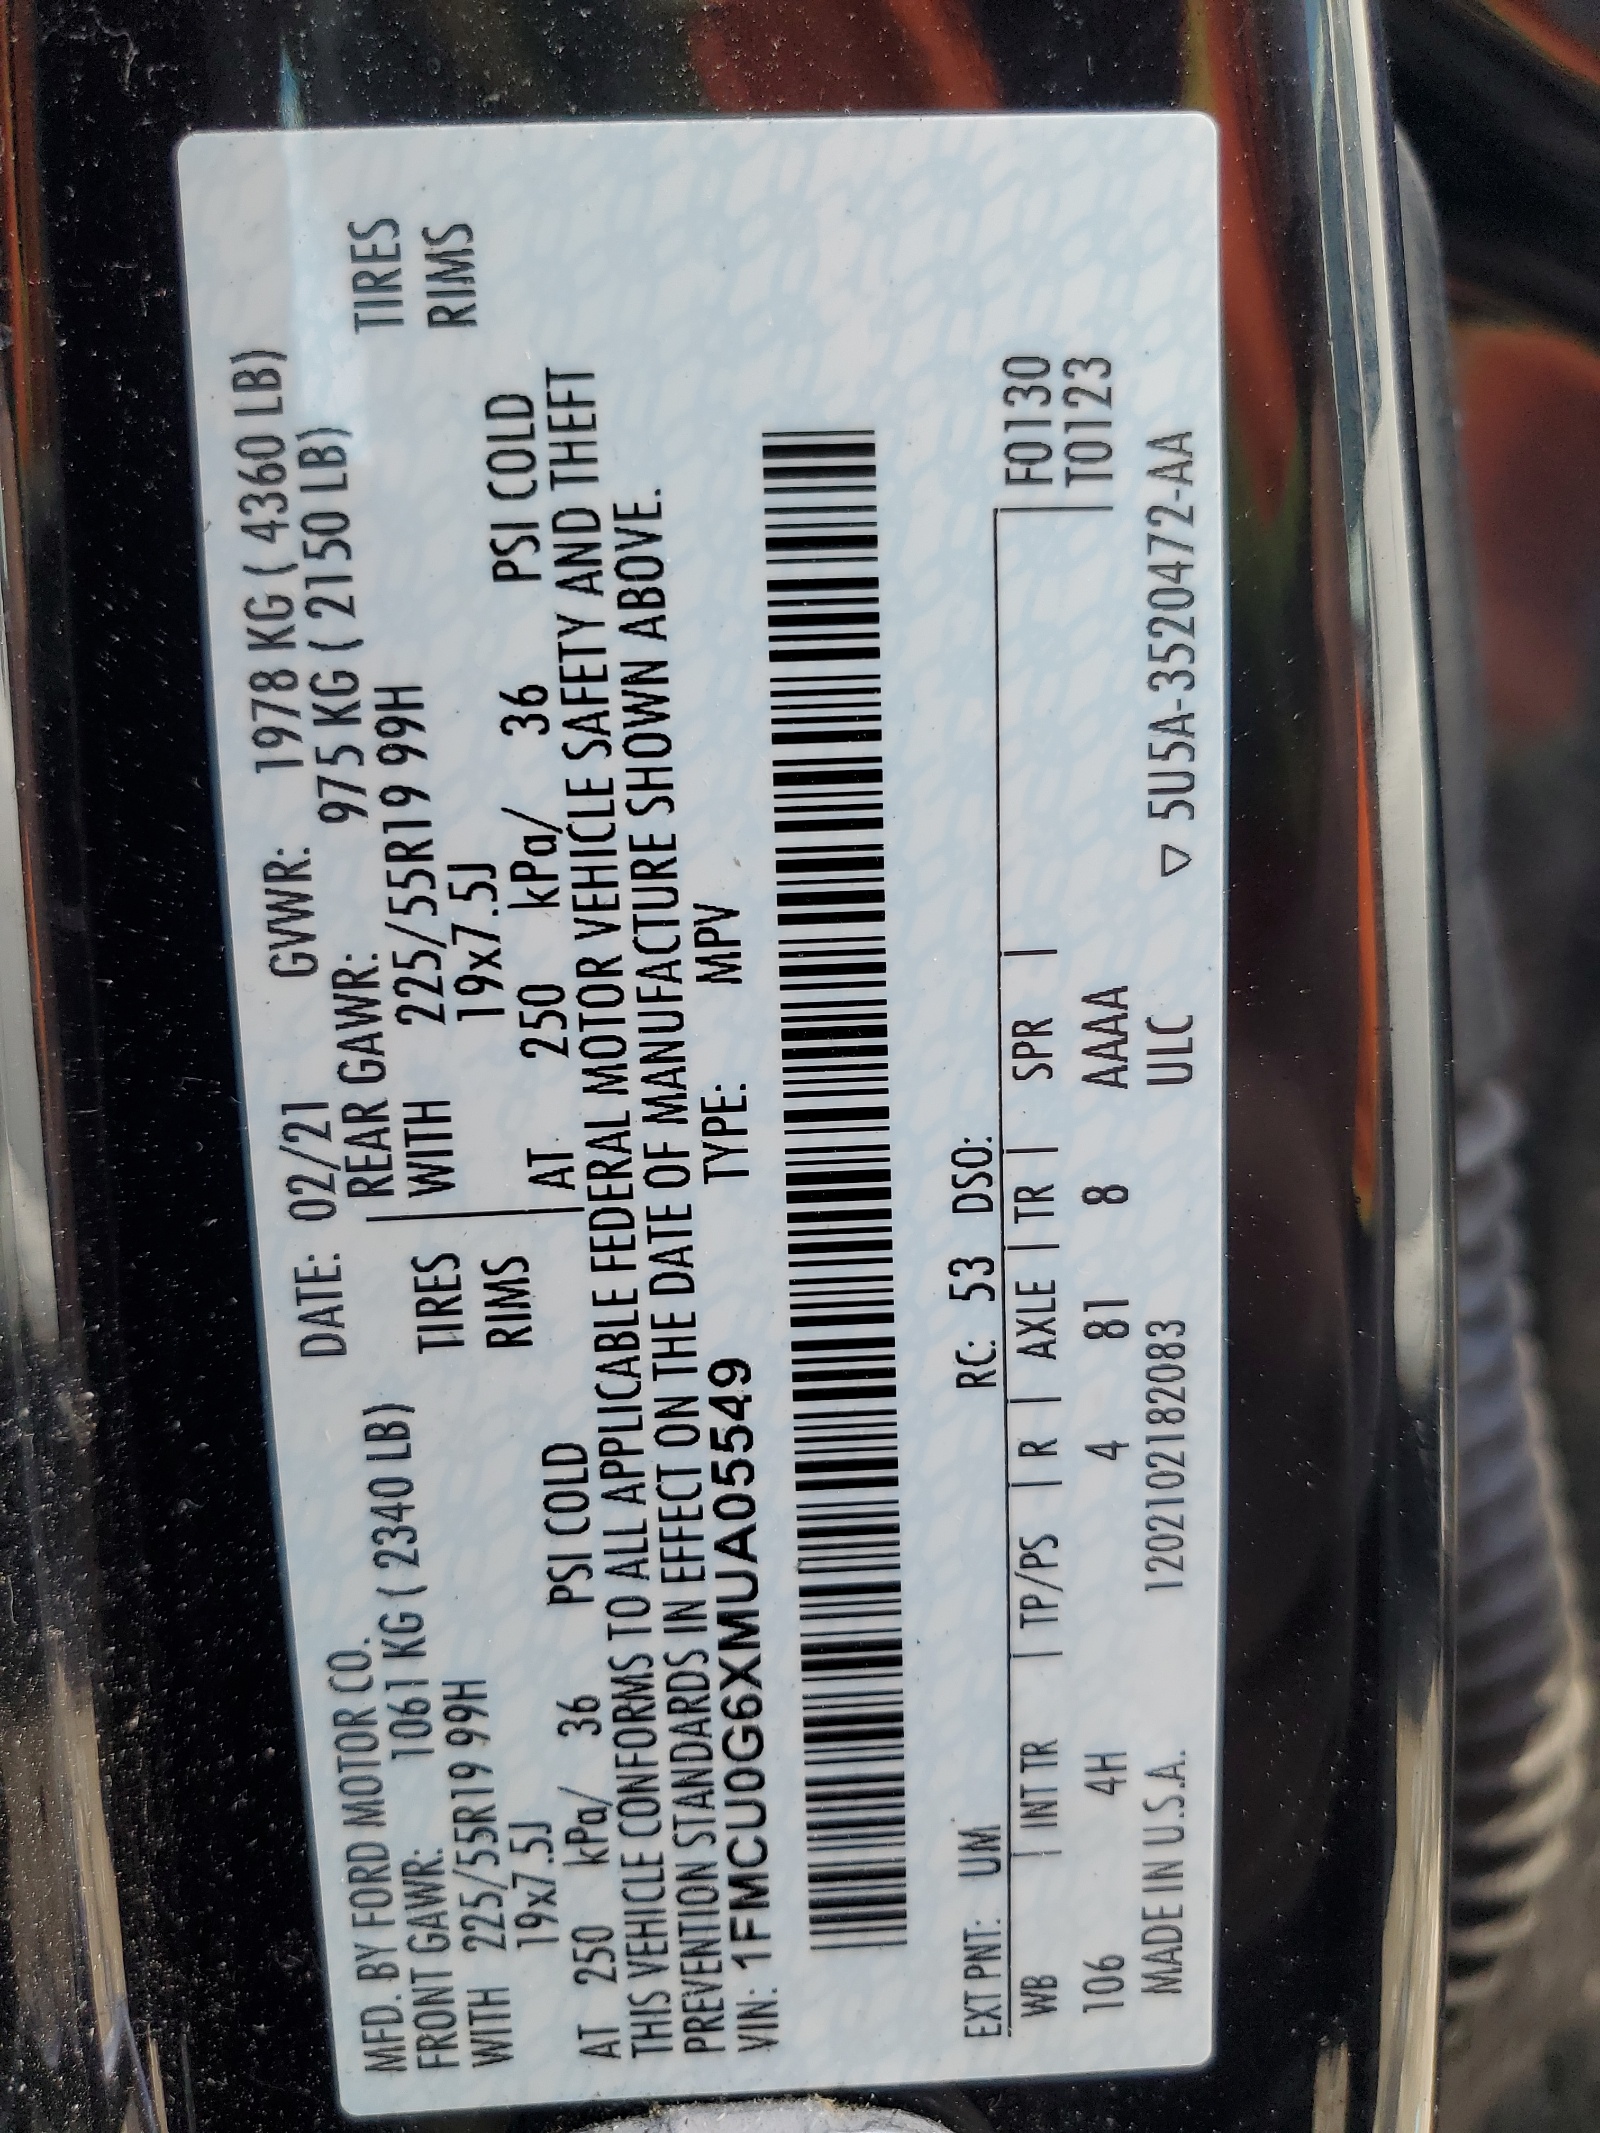 MFD. BY FORD MOTOR CO. DATE: 02/21 GVWR: 1978 KG ( 4360 LB)
FRONT GAWR: 1061 KG ( 2340 LB) REAR GAWR: 975 KG ( 2150 LB)
WITH 225/55R19 99H TIRES WITH 225/55R19 99H TIRES
19x7.5J RIMS 19x7.5J RIMS
AT 250 kPa/ 36 PSI COLD AT 250 kPa/ 36 PSI COLD
THIS VEHICLE CONFORMS TO ALL APPLICABLE FEDERAL MOTOR VEHICLE SAFETY AND THEFT
PREVENTION STANDARDS IN EFFECT ON THE DATE OF MANUFACTURE SHOWN ABOVE.
VIN: 1FMCU0G6XMUA05549 TYPE: MPV
EXT PNT: UM RC: 53 DSO:
WB | INT TR | TP/PS | R | AXLE | TR | SPR | F0130
106 4H 4 81 8 AAAA T0123
MADE IN U.S.A. 12021021820​83 ULC ▽ 5U5A-3520472-AA